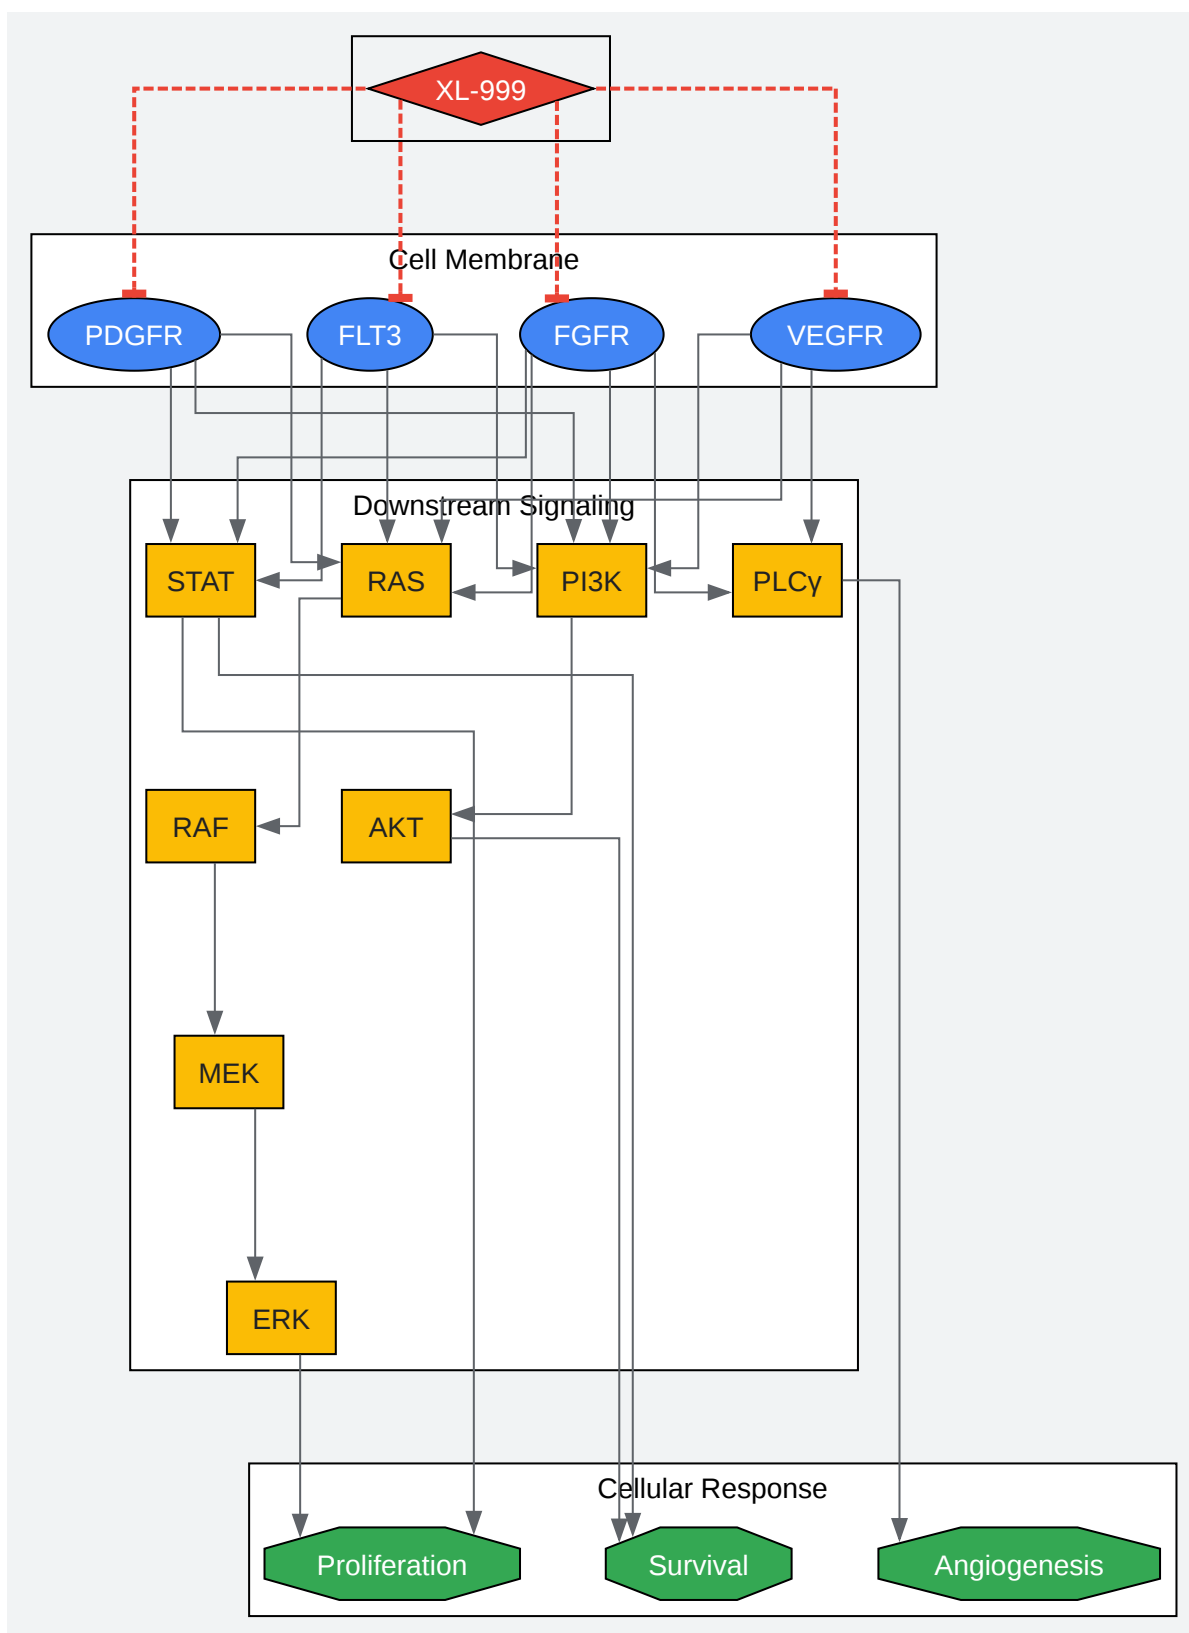 XL-999
Cell Membrane
PDGFR
FLT3
FGFR
VEGFR
Downstream Signaling
STAT
RAS
PI3K
PLCγ
RAF
AKT
MEK
ERK
Cellular Response
Proliferation
Survival
Angiogenesis